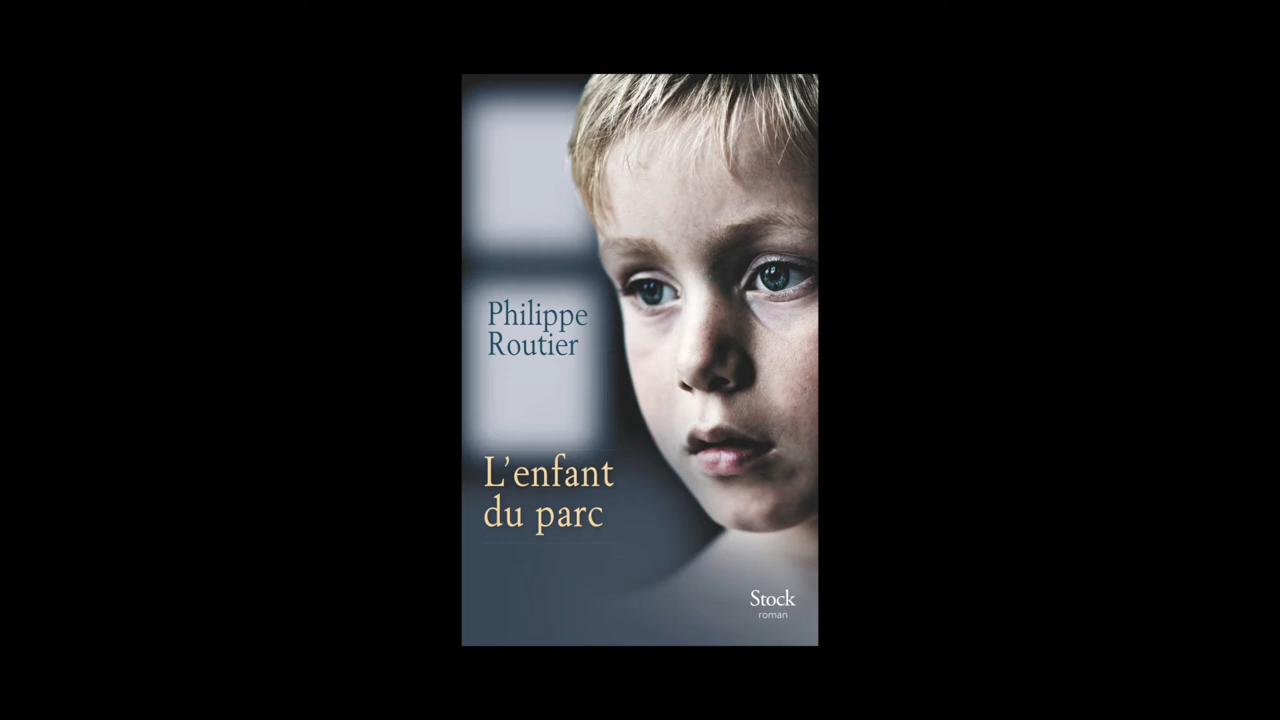 Philippe
Routier
L'enfant
du parc
Stock
roman